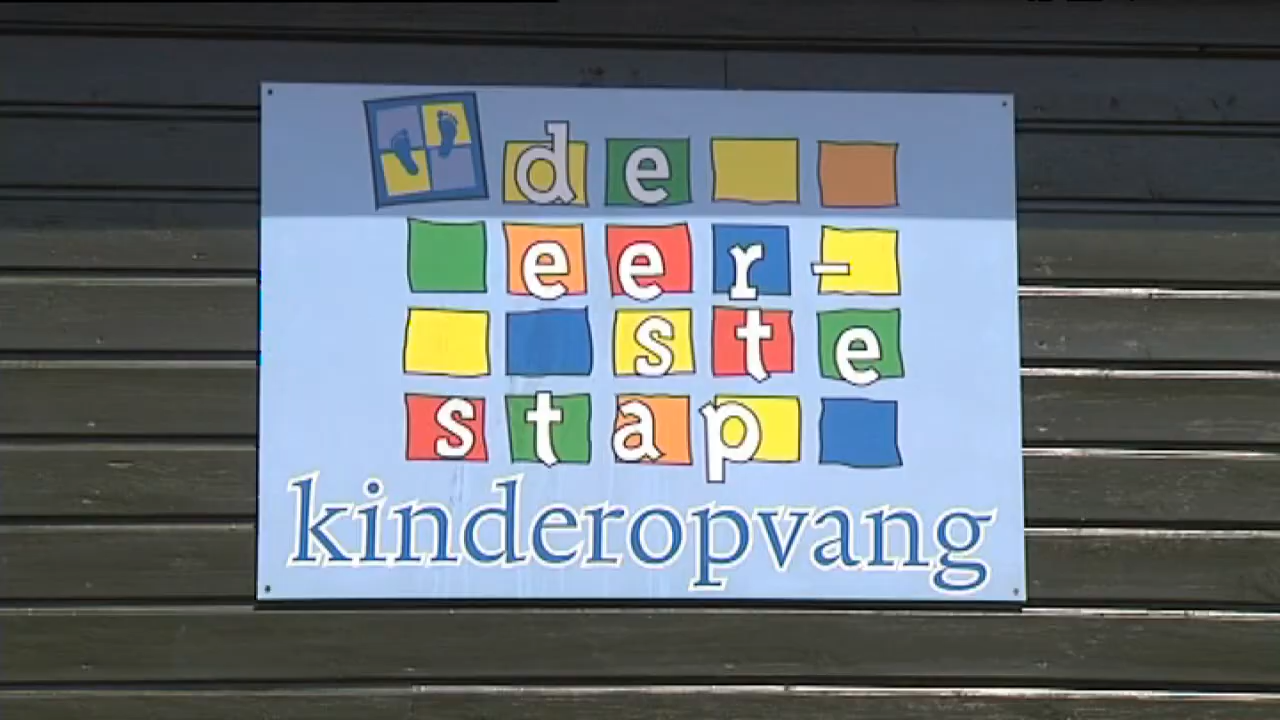 de
eer-
ste
stap
kinderopvang